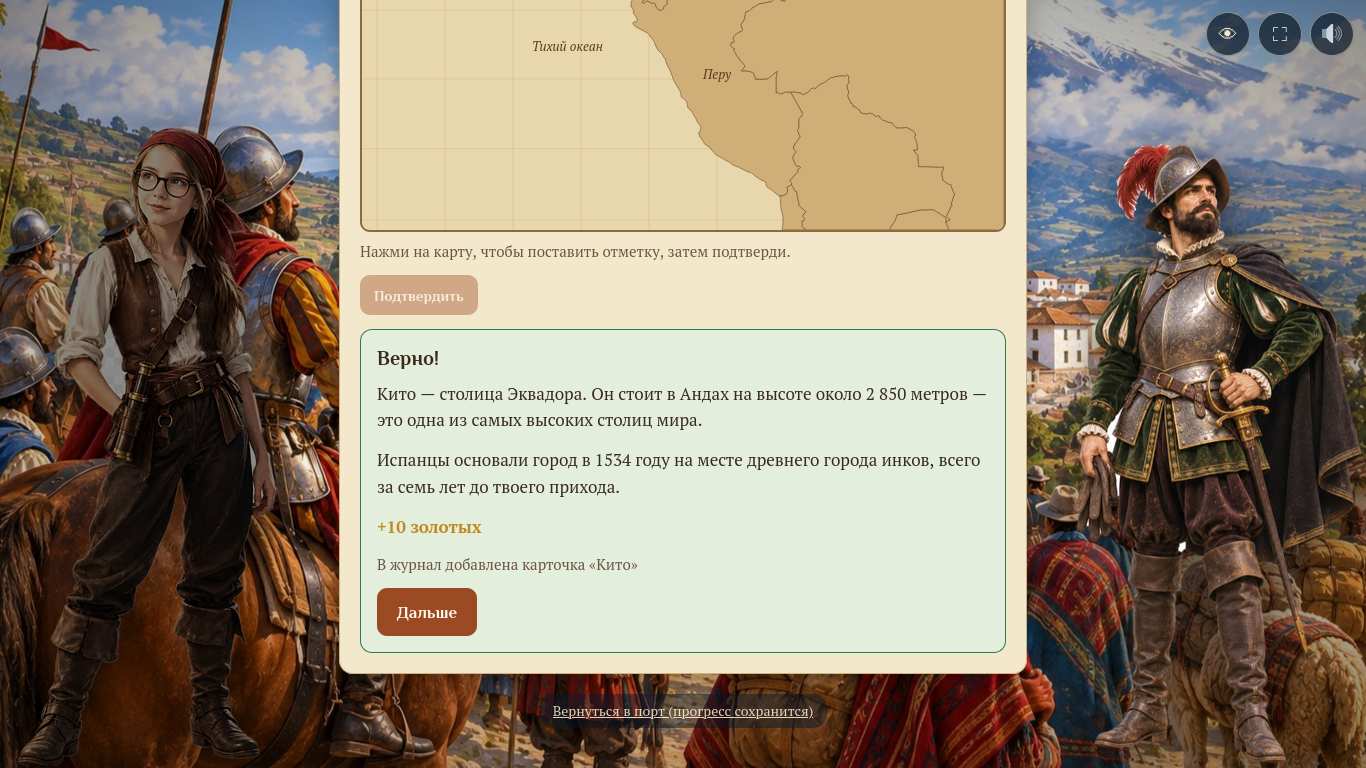 Тихий океан
Перу
Нажми на карту, чтобы поставить отметку, затем подтверди.
Подтвердить
Верно!
Кито — столица Эквадора. Он стоит в Андах на высоте около 2 850 метров —
это одна из самых высоких столиц мира.
Испанцы основали город в 1534 году на месте древнего города инков, всего
за семь лет до твоего прихода.
+10 золотых
В журнал добавлена карточка «Кито»
Дальше
Вернуться в порт (прогресс сохранится)